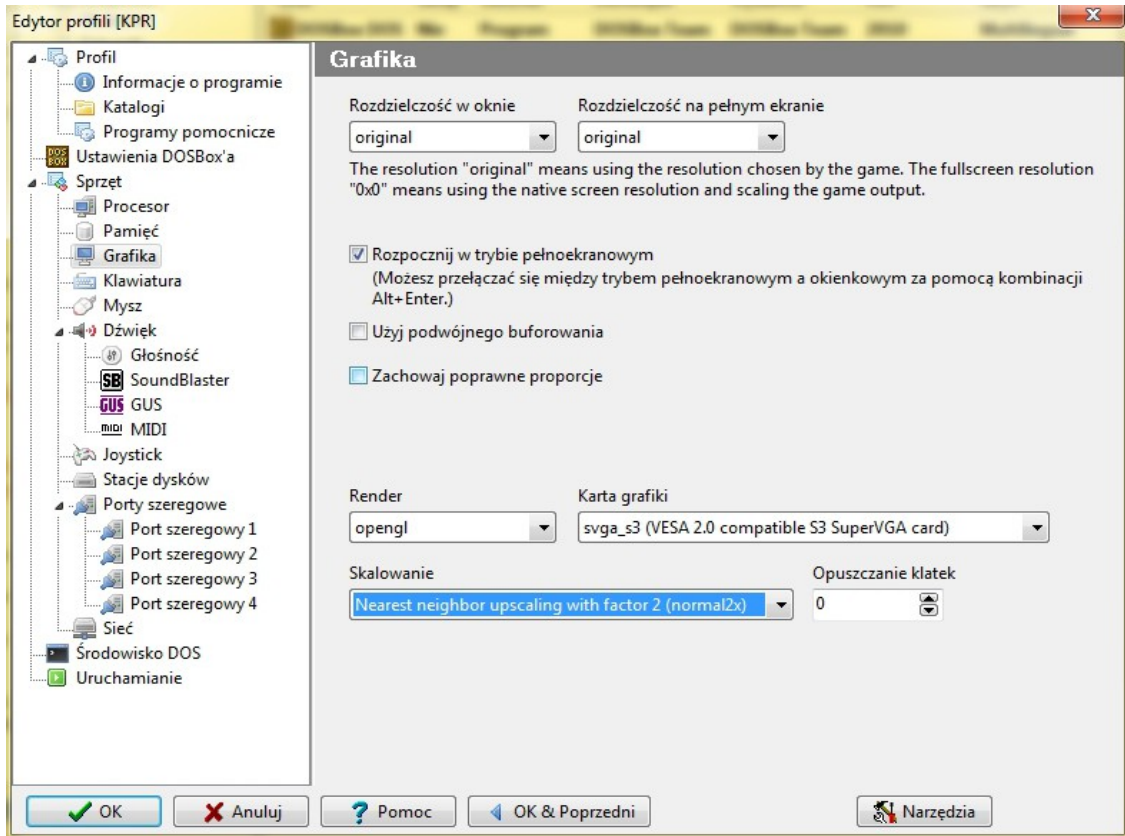 Edytor profili [KPR]
Profil
Informacje o programie
Katalogi
Programy pomocnicze
Ustawienia DOSBox'a
Sprzęt
Procesor
Pamięć
Grafika
Klawiatura
Mysz
Dźwięk
Głośność
SB SoundBlaster
GUS GUS
MIDI MIDI
Joystick
Stacje dysków
Porty szeregowe
Port szeregowy 1
Port szeregowy 2
Port szeregowy 3
Port szeregowy 4
Sieć
Środowisko DOS
Uruchamianie
Grafika
Rozdzielczość w oknie
Rozdzielczość na pełnym ekranie
original
original
The resolution "original" means using the resolution chosen by the game. The fullscreen resolution
"0x0" means using the native screen resolution and scaling the game output.
Rozpocznij w trybie pełnoekranowym
(Możesz przełączać się między trybem pełnoekranowym a okienkowym za pomocą kombinacji
Alt+Enter.)
Użyj podwójnego buforowania
Zachowaj poprawne proporcje
Render
Karta grafiki
opengl
svga_s3 (VESA 2.0 compatible S3 SuperVGA card)
Skalowanie
Opuszczanie klatek
Nearest neighbor upscaling with factor 2 (normal2x)
0
OK
Anuluj
Pomoc
OK & Poprzedni
Narzędzia